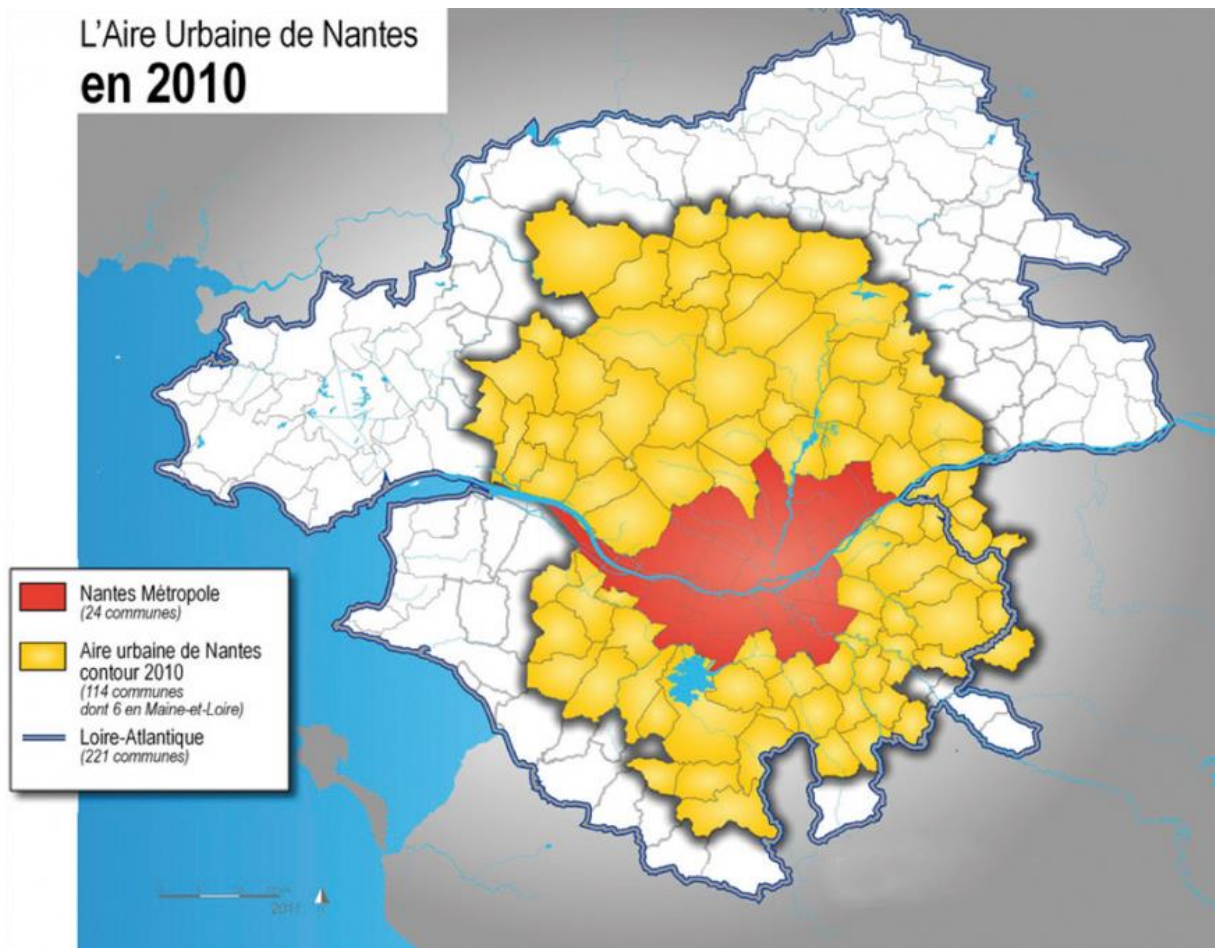 L'Aire Urbaine de Nantes
en 2010
Nantes Métropole
(24 communes)
Aire urbaine de Nantes
contour 2010
(114 communes
dont 6 en Maine-et-Loire)
Loire-Atlantique
(221 communes)
2011